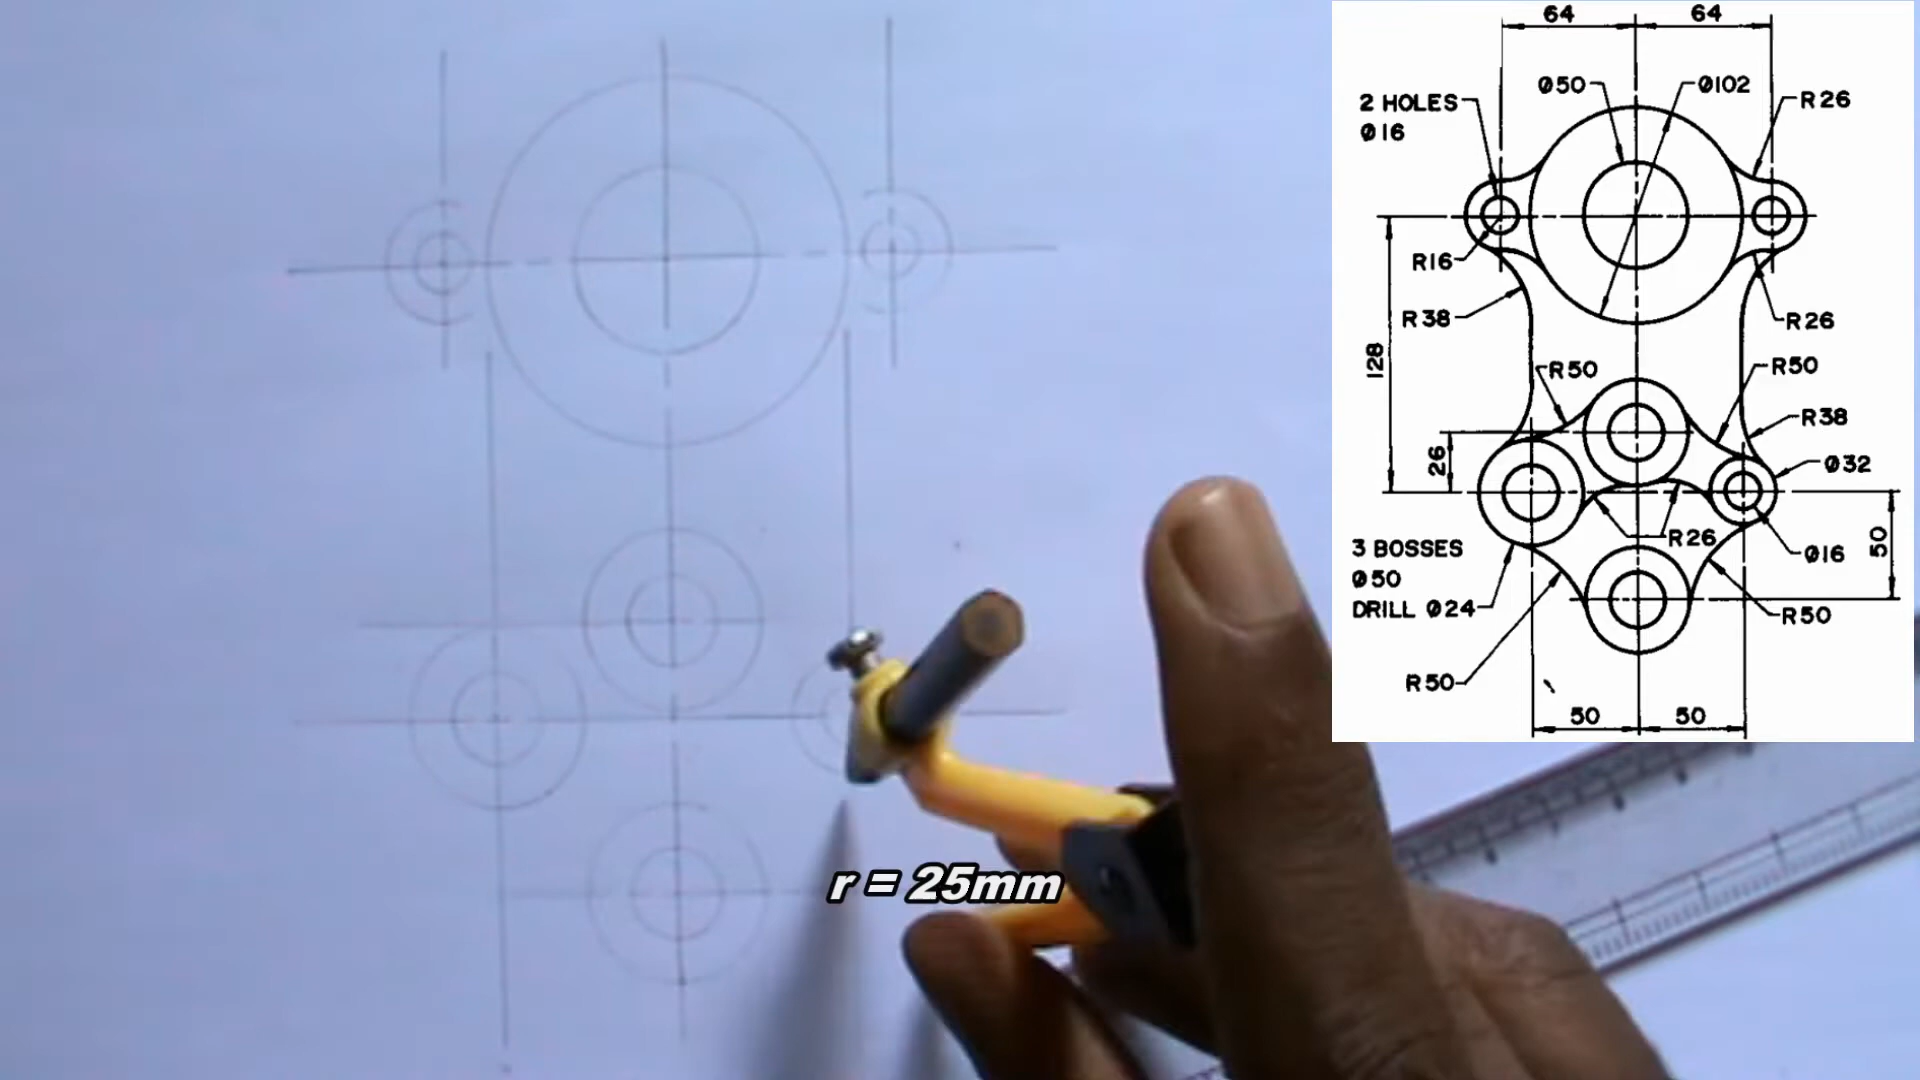 64 64
Ø50 Ø102
2 HOLES
Ø16
R26
R16
R38
R26
128
R50
R50
R38
26
Ø32
R26
3 BOSSES
Ø50
DRILL Ø24
Ø16
50
R50
R50
50 50
r = 25mm